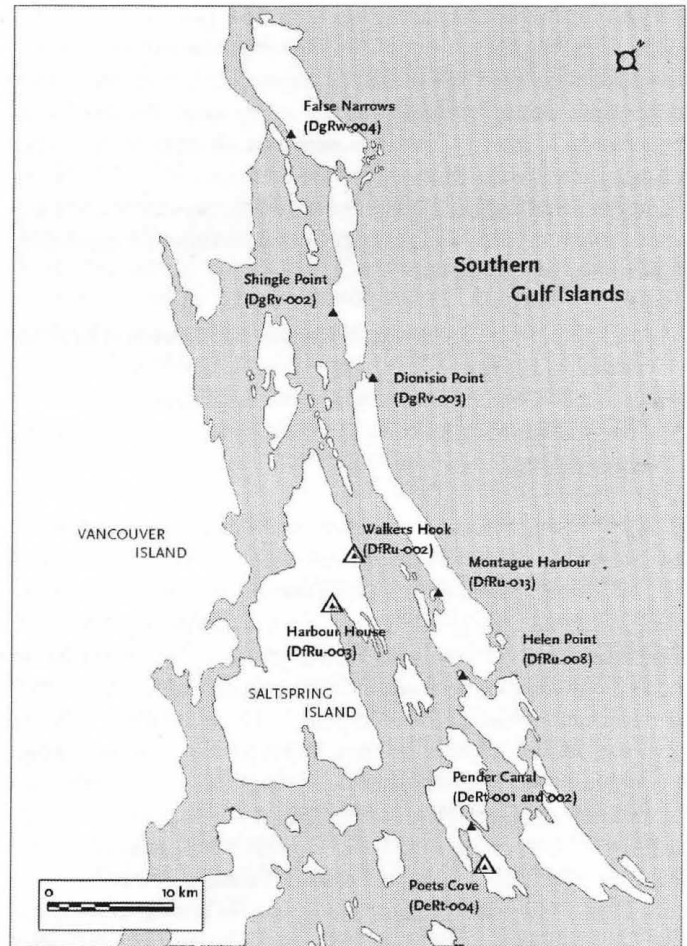 N
False Narrows
(DgRw-004)
Southern
Gulf Islands
Shingle Point
(DgRv-002)
Dionisio Point
(DgRv-003)
VANCOUVER
ISLAND
Walkers Hook
(DfRu-002)
Montague Harbour
(DfRu-013)
Harbour House
(DfRu-003)
Helen Point
(DfRu-008)
SALTSPRING
ISLAND
Pender Canal
(DeRt-001 and 002)
Poets Cove
(DeRt-004)
0 10 km